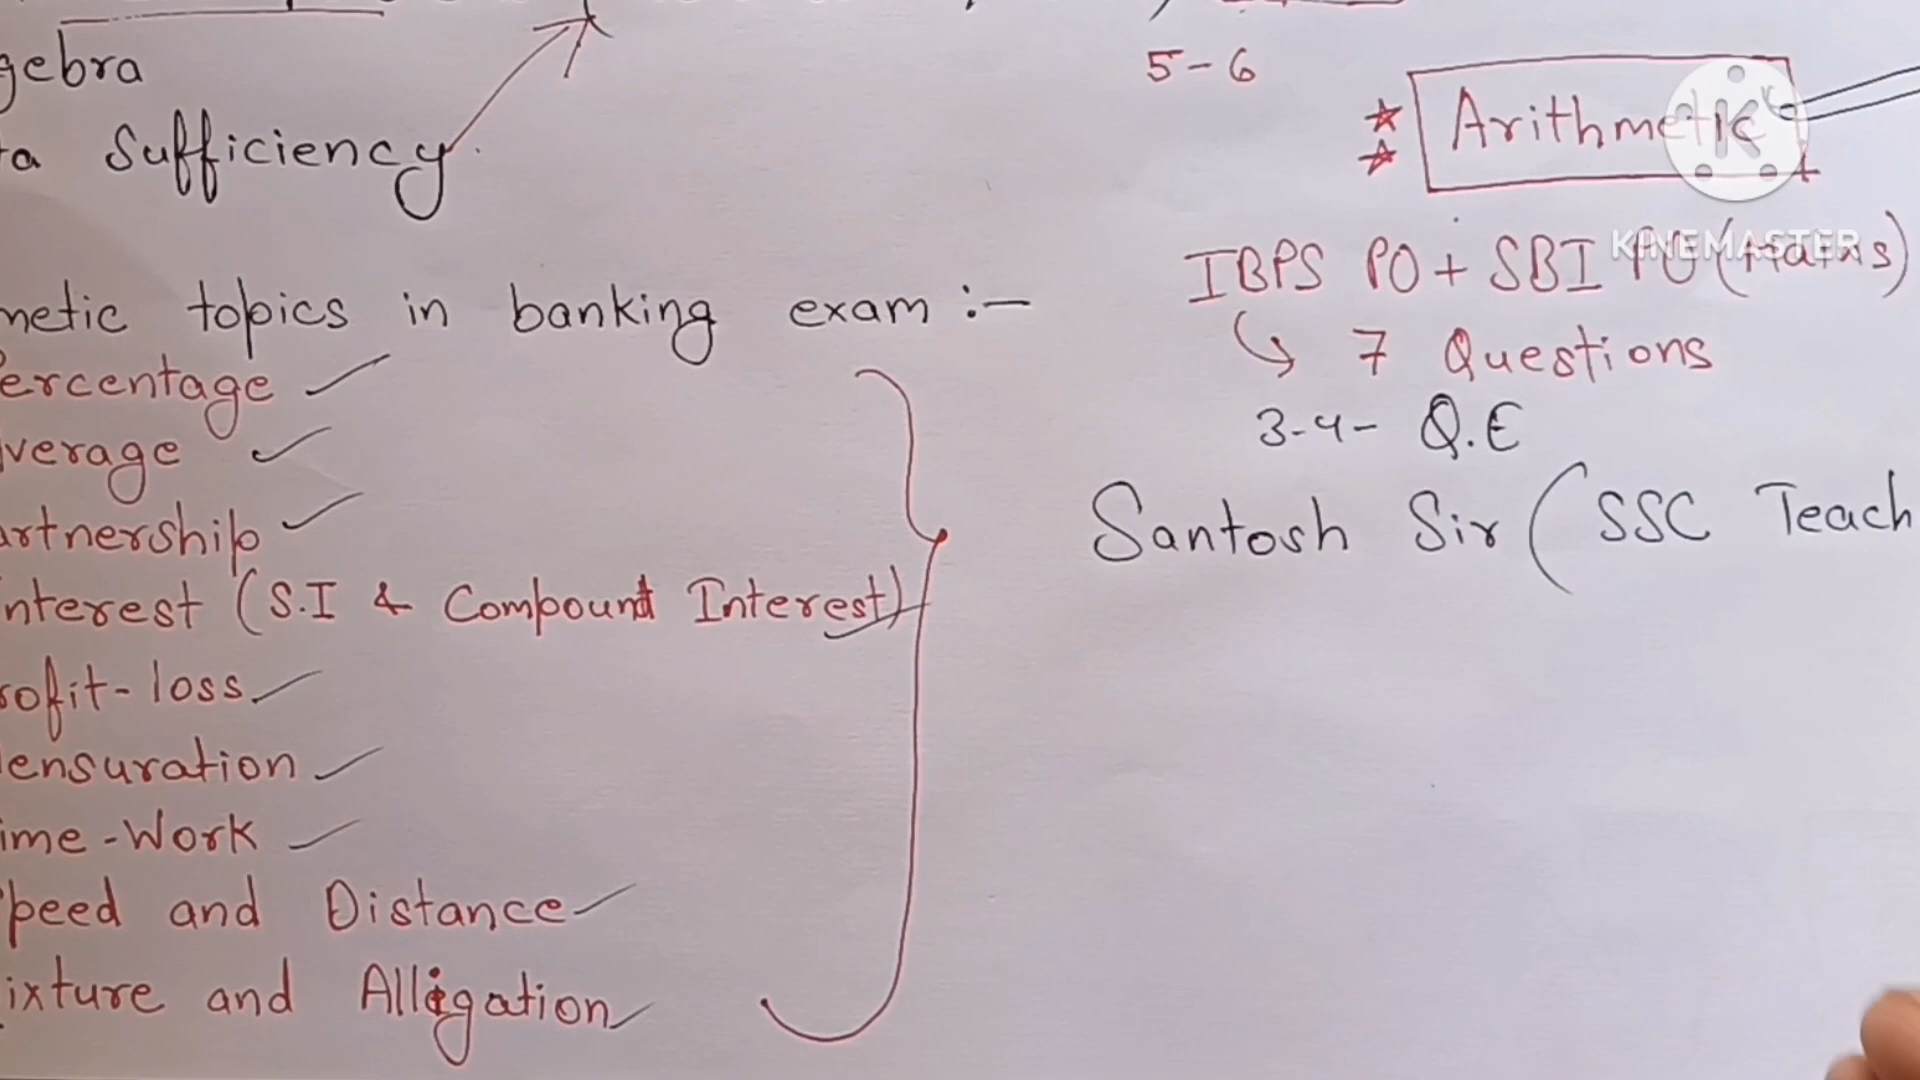 gebra
ta Sufficiency
metic topics in banking exam :-
ercentage
verage
artnership
nterest (S.I & Compound Interest)
rofit-loss
ensuration
ime-Work
peed and Distance
ixture and Alligation
5-6
Arithmetic
K
KINEMASTER
IBPS PO + SBI PO (Mains)
7 Questions
3-4- Q.E
Santosh Sir (SSC Teach